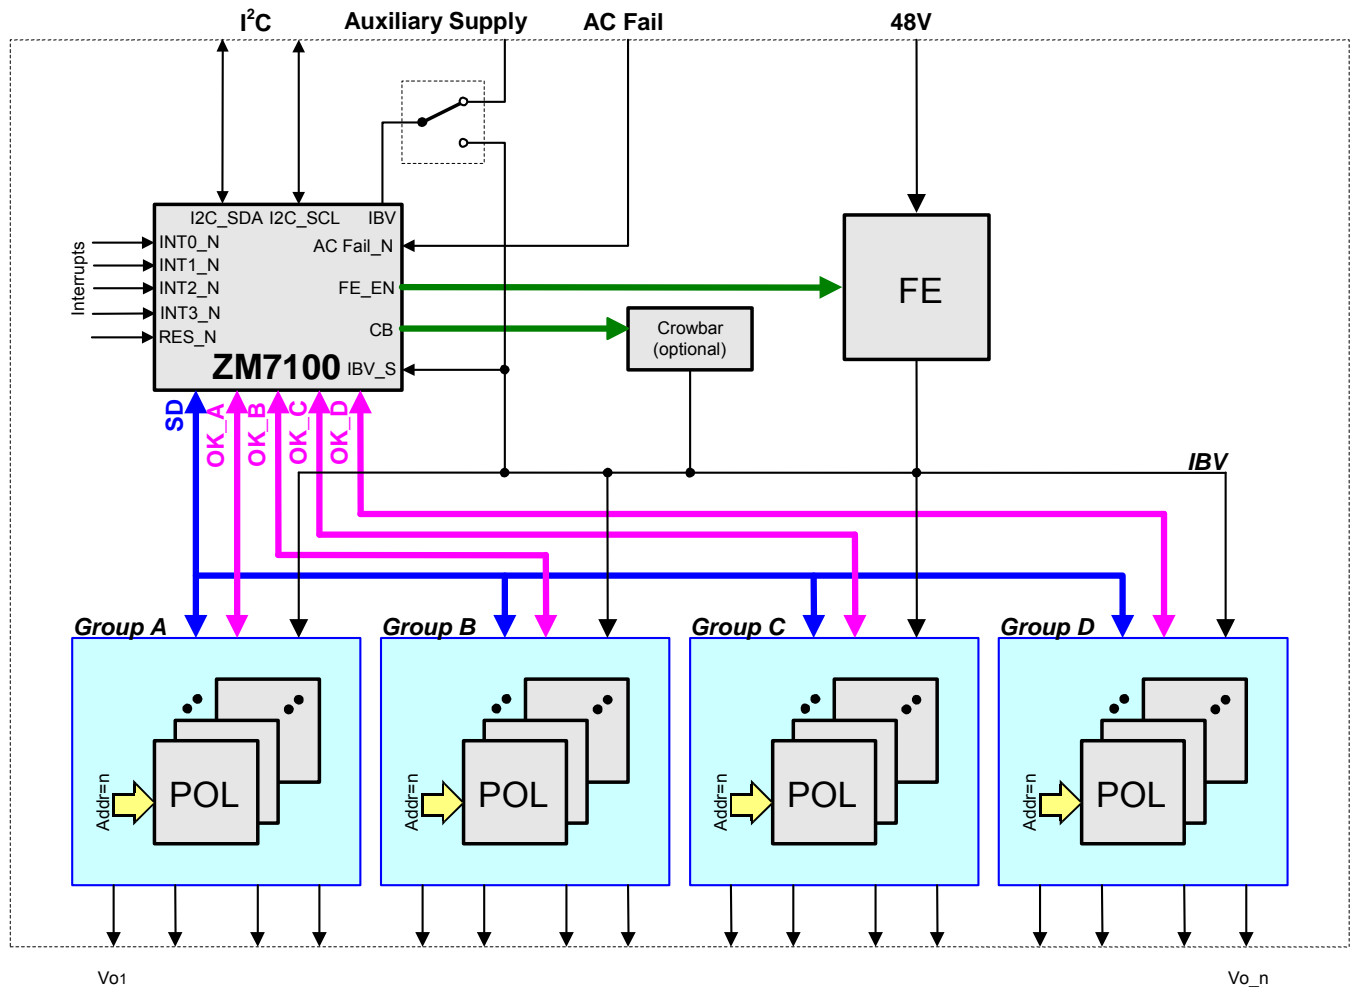 I²C
Auxiliary Supply
AC Fail
48V
I2C_SDA
I2C_SCL
IBV
Interrupts
INT0_N
INT1_N
INT2_N
INT3_N
RES_N
AC Fail_N
FE_EN
CB
IBV_S
ZM7100
FE
Crowbar
(optional)
SD
OK_A
OK_B
OK_C
OK_D
IBV
Group A
Group B
Group C
Group D
Addr=n
POL
Addr=n
POL
Addr=n
POL
Addr=n
POL
Vo1
Vo_n